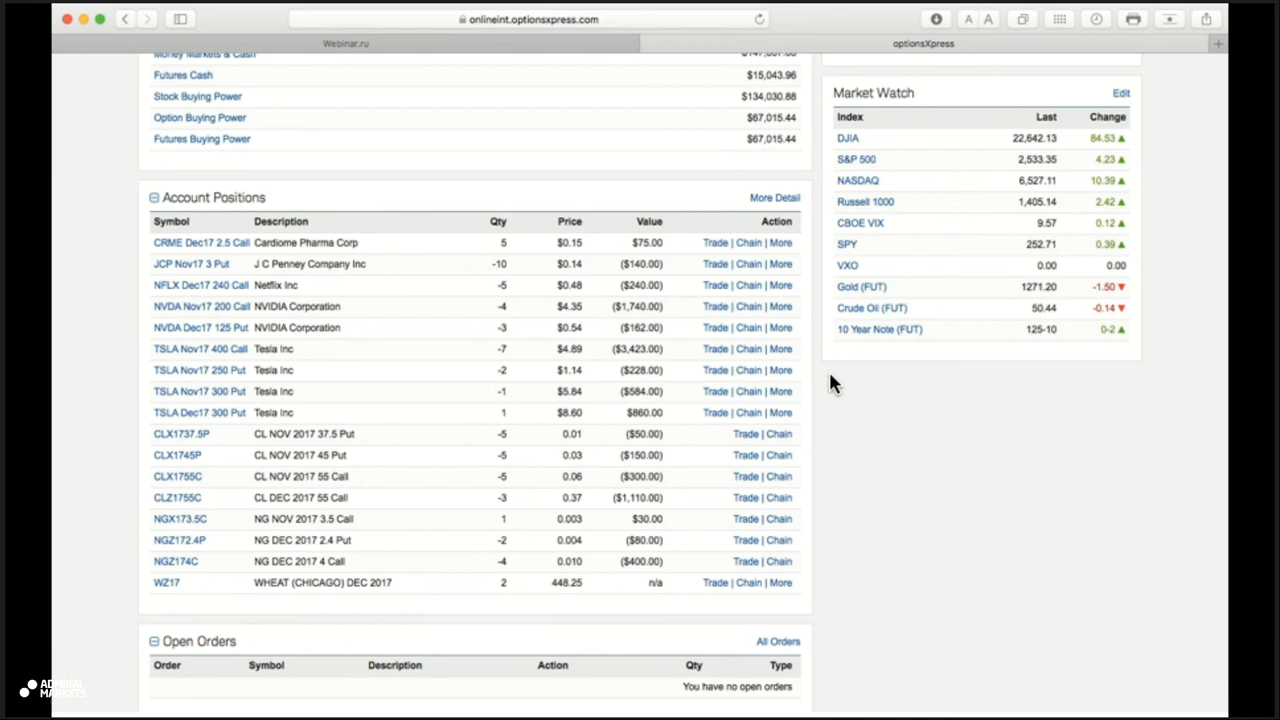 onlineint.optionsxpress.com
A A
Webinar.ru optionsXpress
Money Markets & Cash
Futures Cash $15,043.96
Stock Buying Power $134,030.88
Option Buying Power $67,015.44
Futures Buying Power $67,015.44
Account Positions More Detail
Symbol Description Qty Price Value Action
CRME Dec17 2.5 Call Cardiome Pharma Corp 5 $0.15 $75.00 Trade | Chain | More
JCP Nov17 3 Put J C Penney Company Inc -10 $0.14 ($140.00) Trade | Chain | More
NFLX Dec17 240 Call Netflix Inc -5 $0.48 ($240.00) Trade | Chain | More
NVDA Nov17 200 Call NVIDIA Corporation -4 $4.35 ($1,740.00) Trade | Chain | More
NVDA Dec17 125 Put NVIDIA Corporation -3 $0.54 ($162.00) Trade | Chain | More
TSLA Nov17 400 Call Tesla Inc -7 $4.89 ($3,423.00) Trade | Chain | More
TSLA Nov17 250 Put Tesla Inc -2 $1.14 ($228.00) Trade | Chain | More
TSLA Nov17 300 Put Tesla Inc -1 $5.84 ($584.00) Trade | Chain | More
TSLA Dec17 300 Put Tesla Inc 1 $8.60 $860.00 Trade | Chain | More
CLX1737.5P CL NOV 2017 37.5 Put -5 0.01 ($50.00) Trade | Chain
CLX1745P CL NOV 2017 45 Put -5 0.03 ($150.00) Trade | Chain
CLX1755C CL NOV 2017 55 Call -5 0.06 ($300.00) Trade | Chain
CLZ1755C CL DEC 2017 55 Call -3 0.37 ($1,110.00) Trade | Chain
NGX173.5C NG NOV 2017 3.5 Call 1 0.003 $30.00 Trade | Chain
NGZ172.4P NG DEC 2017 2.4 Put -2 0.004 ($80.00) Trade | Chain
NGZ174C NG DEC 2017 4 Call -4 0.010 ($400.00) Trade | Chain
WZ17 WHEAT (CHICAGO) DEC 2017 2 448.25 n/a Trade | Chain | More
Open Orders All Orders
Order Symbol Description Action Qty Type
You have no open orders
Market Watch Edit
Index Last Change
DJIA 22,642.13 84.53
S&P 500 2,533.35 4.23
NASDAQ 6,527.11 10.39
Russell 1000 1,405.14 2.42
CBOE VIX 9.57 0.12
SPY 252.71 0.39
VXO 0.00 0.00
Gold (FUT) 1271.20 -1.50
Crude Oil (FUT) 50.44 -0.14
10 Year Note (FUT) 125-10 0-2
ADMIRAL
MARKETS